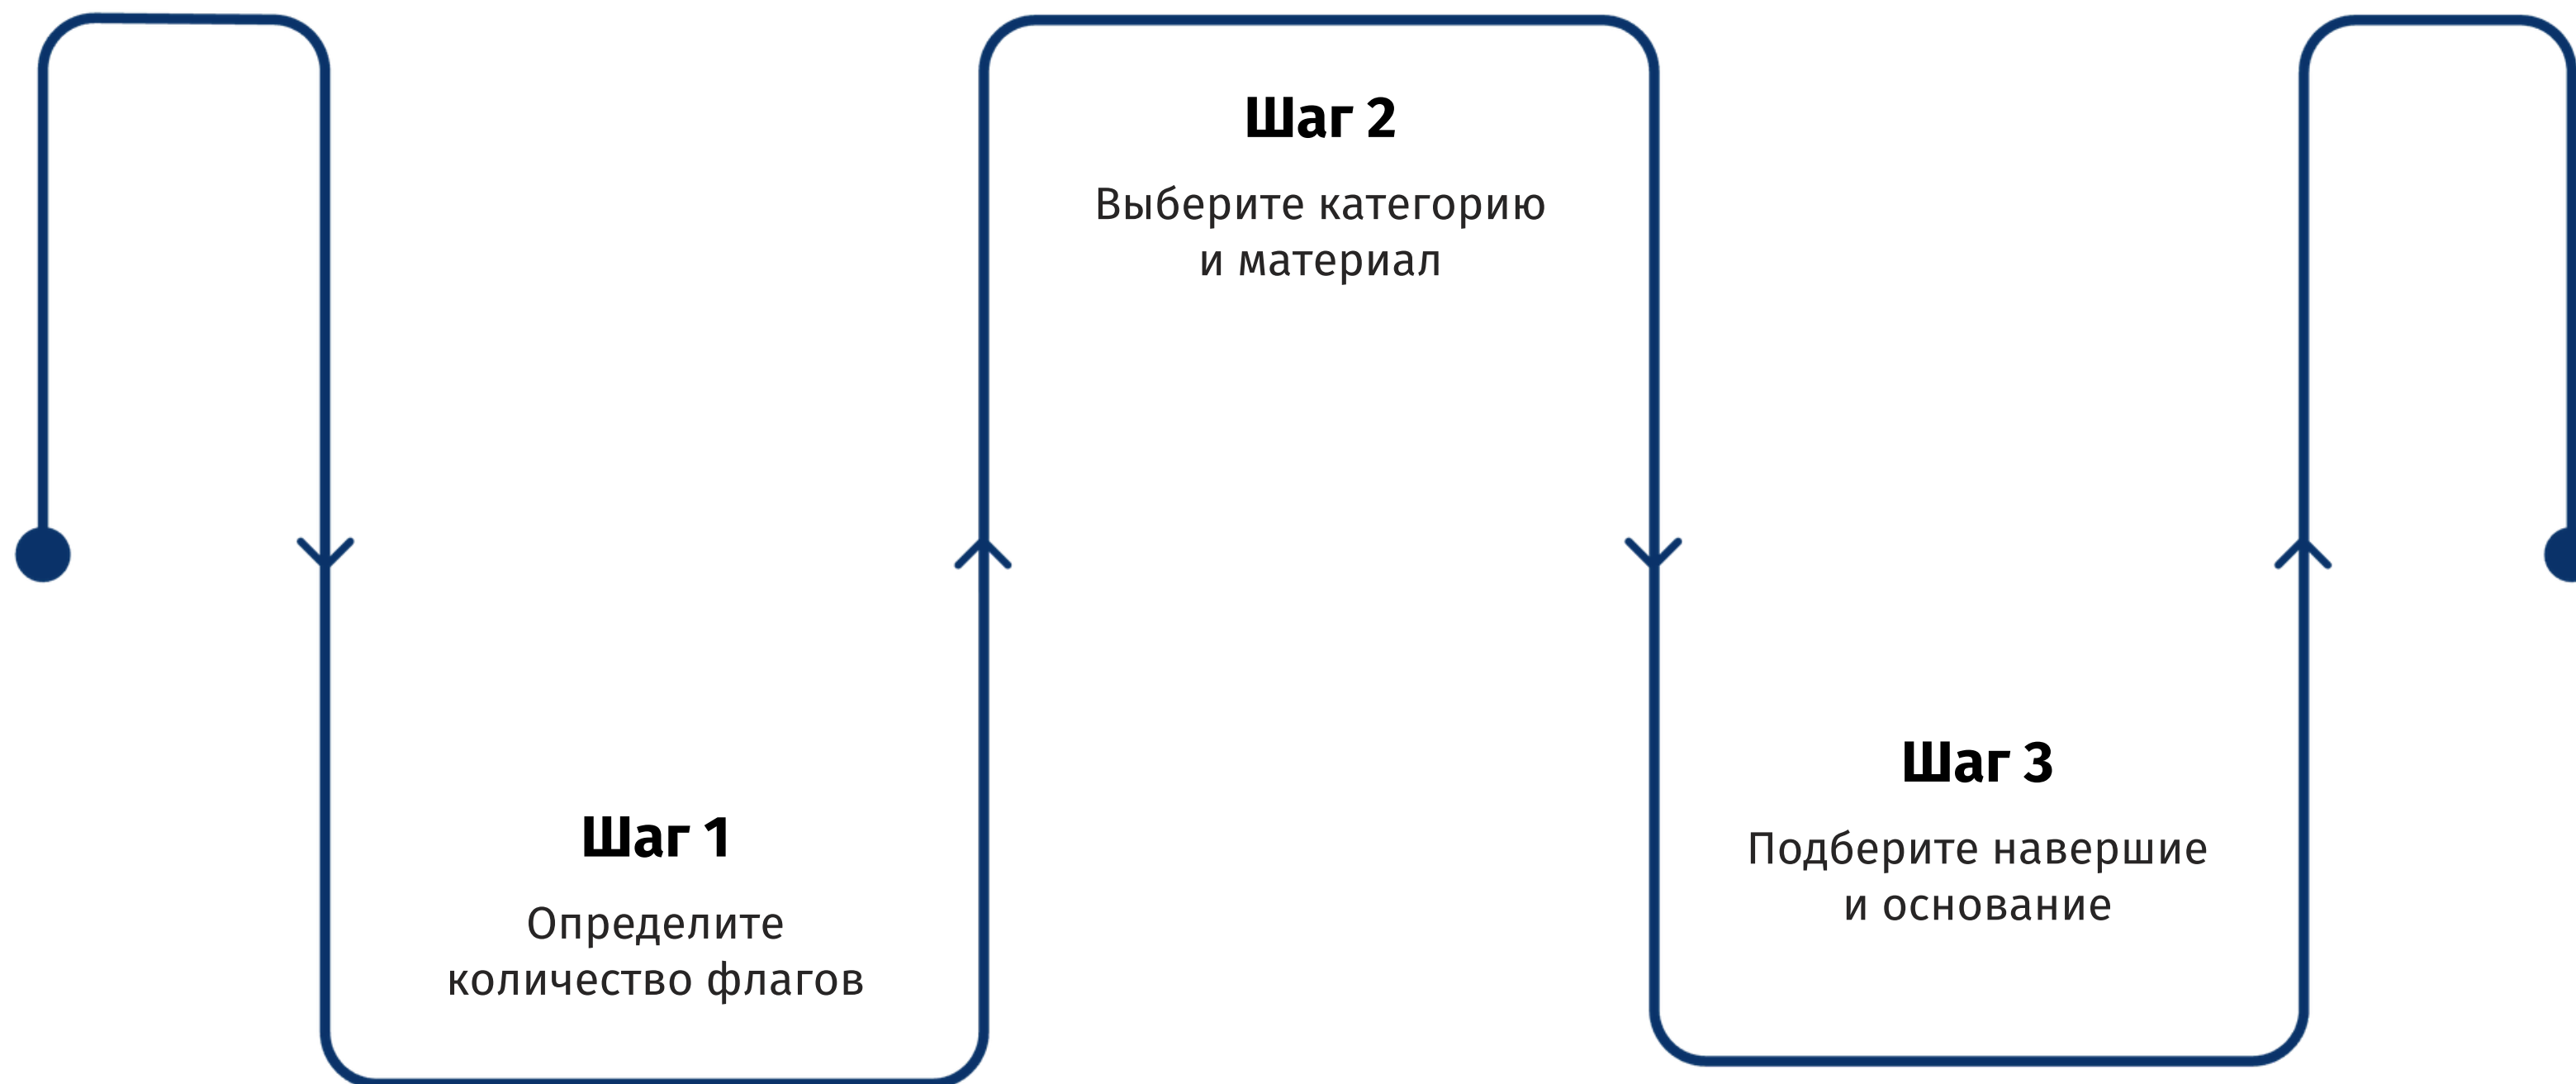 Шаг 1
Определите
количество флагов
Шаг 2
Выберите категорию
и материал
Шаг 3
Подберите навершие
и основание